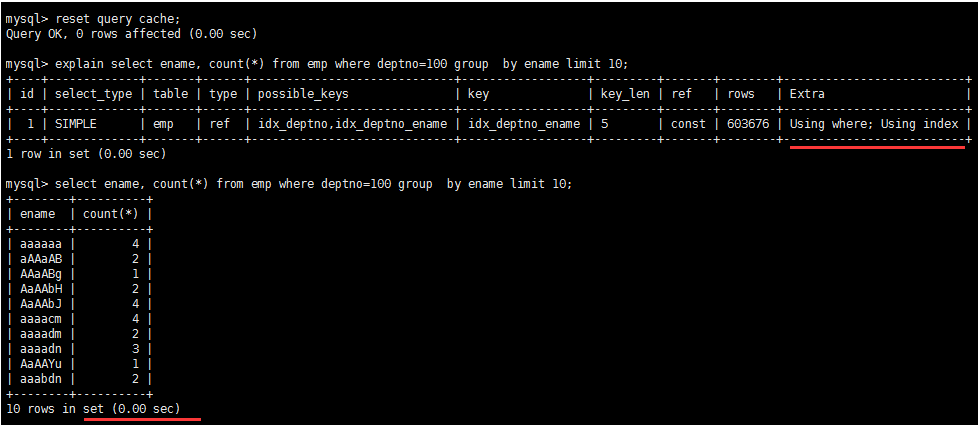 mysql> reset query cache;
Query OK, 0 rows affected (0.00 sec)
mysql> explain select ename, count(*) from emp where deptno=100 group  by ename limit 10;
+----+-------------+-------+------+-----------------------------+------------------+---------+-------+--------+--------------------------+
| id | select_type | table | type | possible_keys               | key              | key_len | ref   | rows   | Extra                    |
+----+-------------+-------+------+-----------------------------+------------------+---------+-------+--------+--------------------------+
|  1 | SIMPLE      | emp   | ref  | idx_deptno,idx_deptno_ename | idx_deptno_ename | 5       | const | 603676 | Using where; Using index |
+----+-------------+-------+------+-----------------------------+------------------+---------+-------+--------+--------------------------+
1 row in set (0.00 sec)
mysql> select ename, count(*) from emp where deptno=100 group  by ename limit 10;
+--------+----------+
| ename  | count(*) |
+--------+----------+
| aaaaaa |        4 |
| aAAaAB |        2 |
| AAaABg |        1 |
| AaAAbH |        2 |
| AaAAbJ |        4 |
| aaaacm |        4 |
| aaaadm |        2 |
| aaaadn |        3 |
| AaAAYu |        1 |
| aaabdn |        2 |
+--------+----------+
10 rows in set (0.00 sec)